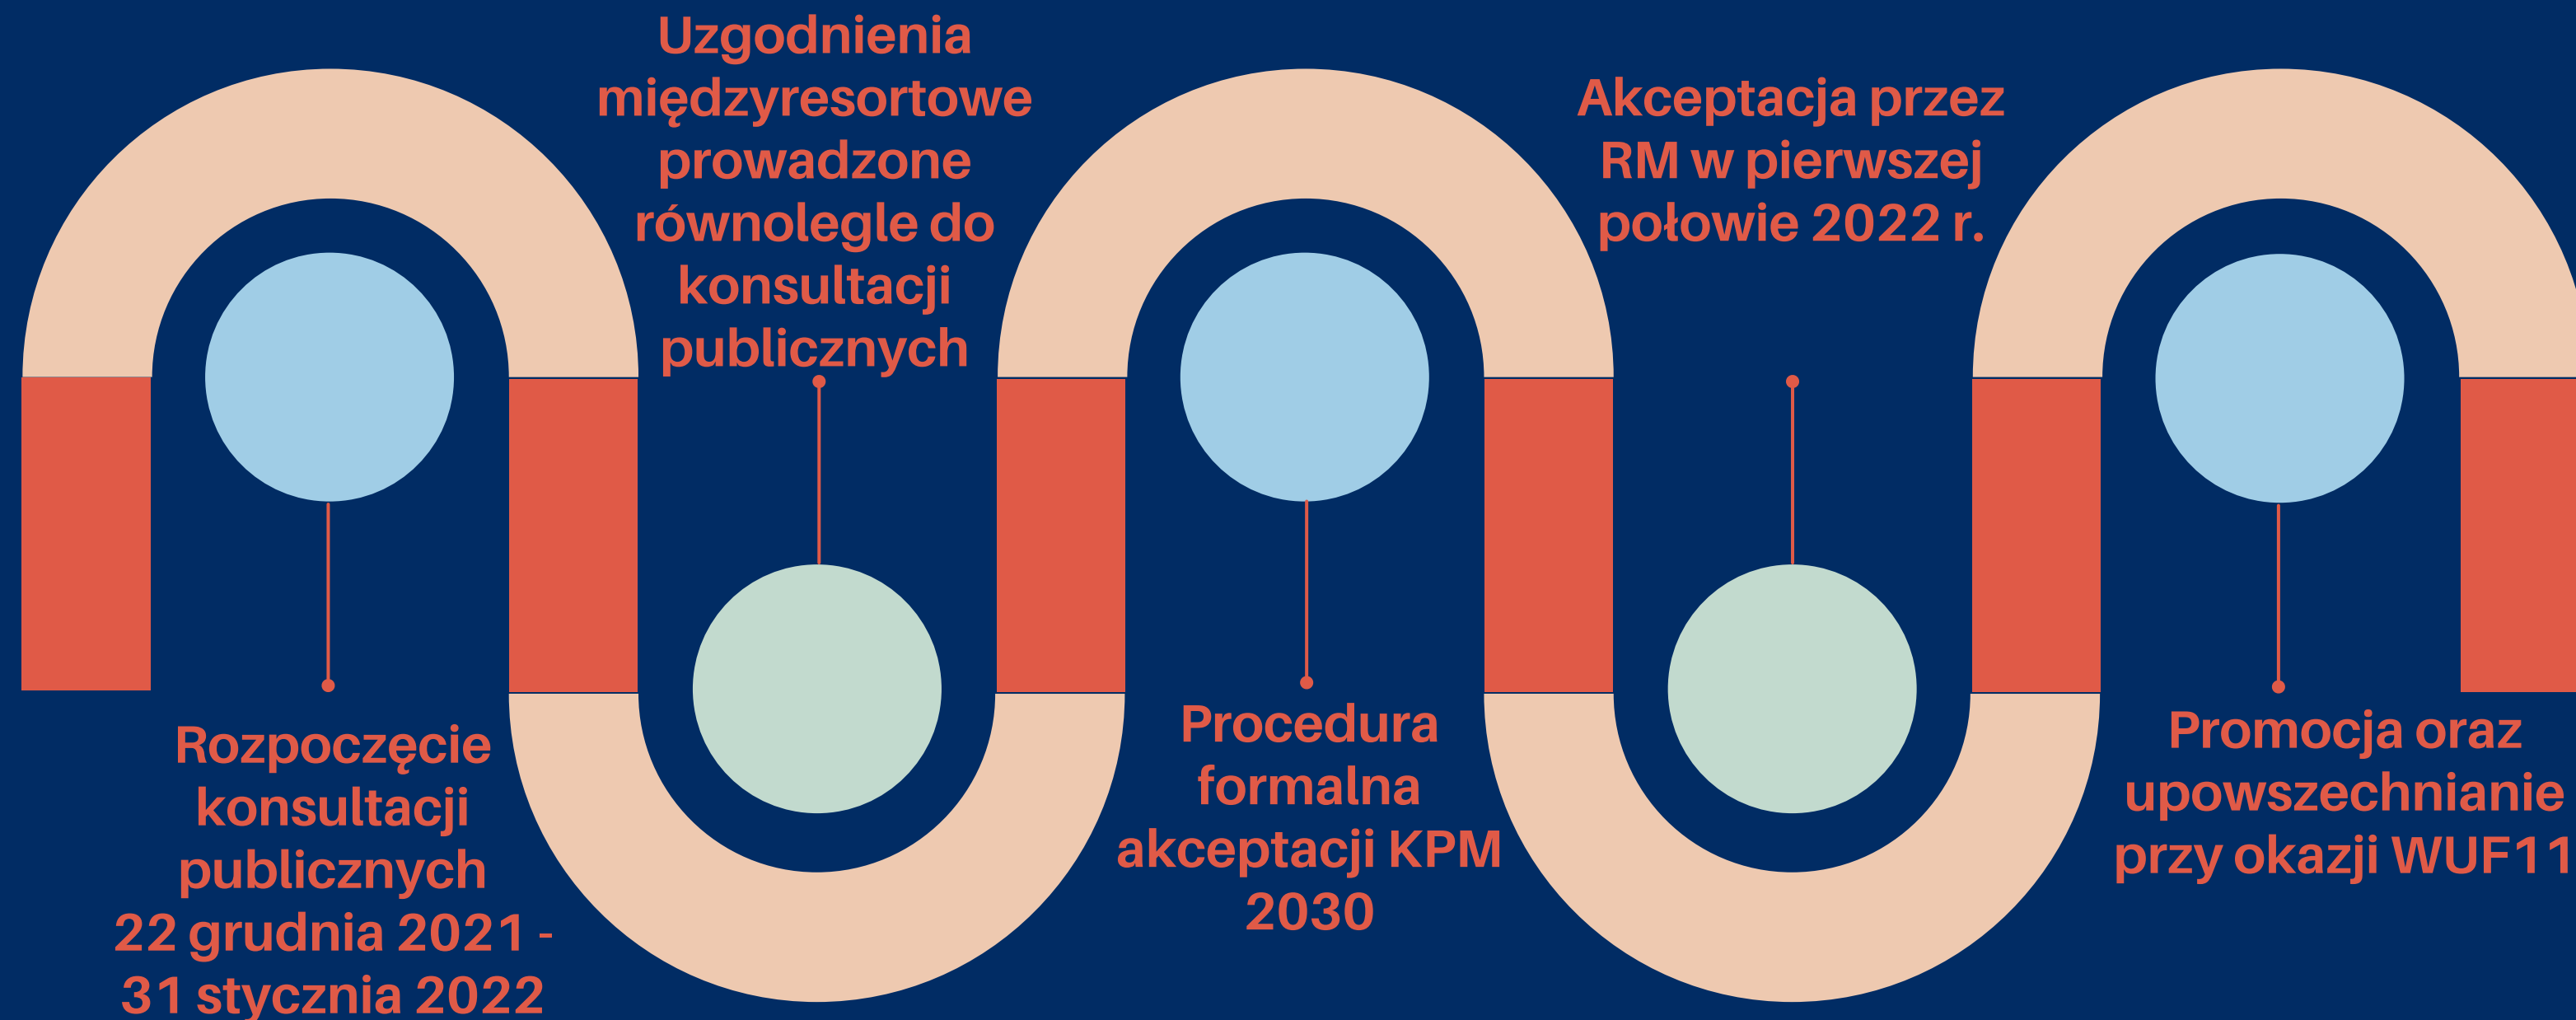 Rozpoczęcie
konsultacji
publicznych
22 grudnia 2021 -
31 stycznia 2022
Uzgodnienia
międzyresortowe
prowadzone
równolegle do
konsultacji
publicznych
Procedura
formalna
akceptacji KPM
2030
Akceptacja przez
RM w pierwszej
połowie 2022 r.
Promocja oraz
upowszechnianie
przy okazji WUF11